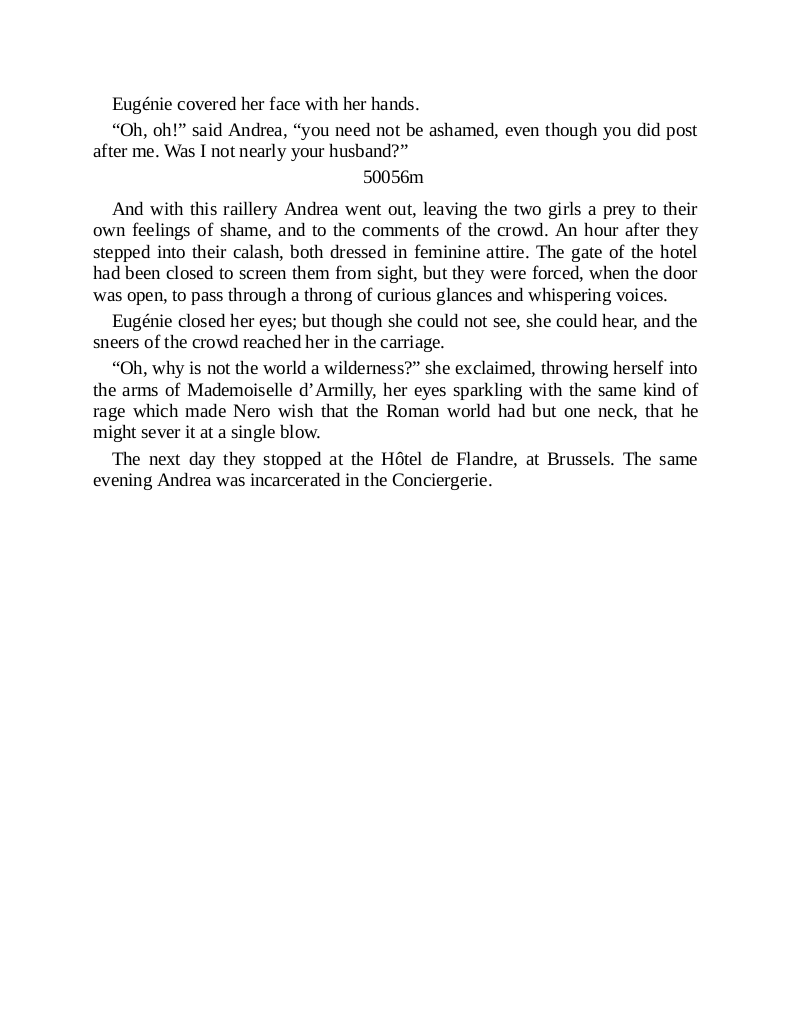 Eugénie covered her face with her hands.
“Oh, oh!” said Andrea, “you need not be ashamed, even though you did post
after me. Was I not nearly your husband?”
50056m
And with this raillery Andrea went out, leaving the two girls a prey to their
own feelings of shame, and to the comments of the crowd. An hour after they
stepped into their calash, both dressed in feminine attire. The gate of the hotel
had been closed to screen them from sight, but they were forced, when the door
was open, to pass through a throng of curious glances and whispering voices.
Eugénie closed her eyes; but though she could not see, she could hear, and the
sneers of the crowd reached her in the carriage.
“Oh, why is not the world a wilderness?” she exclaimed, throwing herself into
the arms of Mademoiselle d’Armilly, her eyes sparkling with the same kind of
rage which made Nero wish that the Roman world had but one neck, that he
might sever it at a single blow.
The next day they stopped at the Hôtel de Flandre, at Brussels. The same
evening Andrea was incarcerated in the Conciergerie.